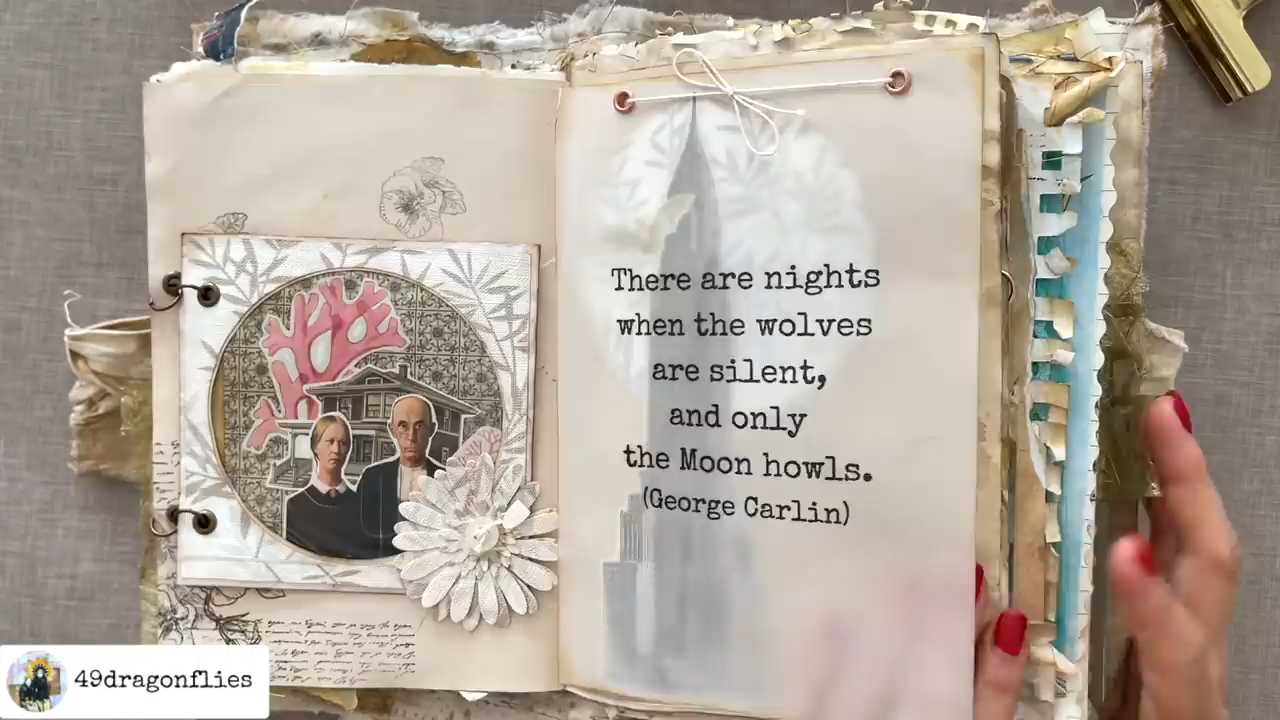 There are nights
when the wolves
are silent,
and only
the Moon howls.
(George Carlin)
49dragonflies